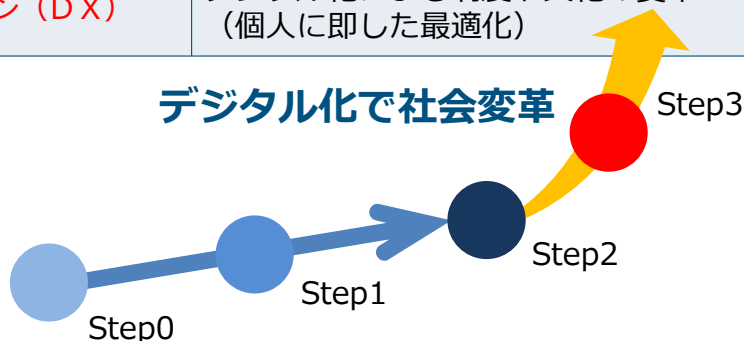 ン（ＤＸ）
（個人に即した最適化）
デジタル化で社会変革
Step3
Step2
Step1
Step0